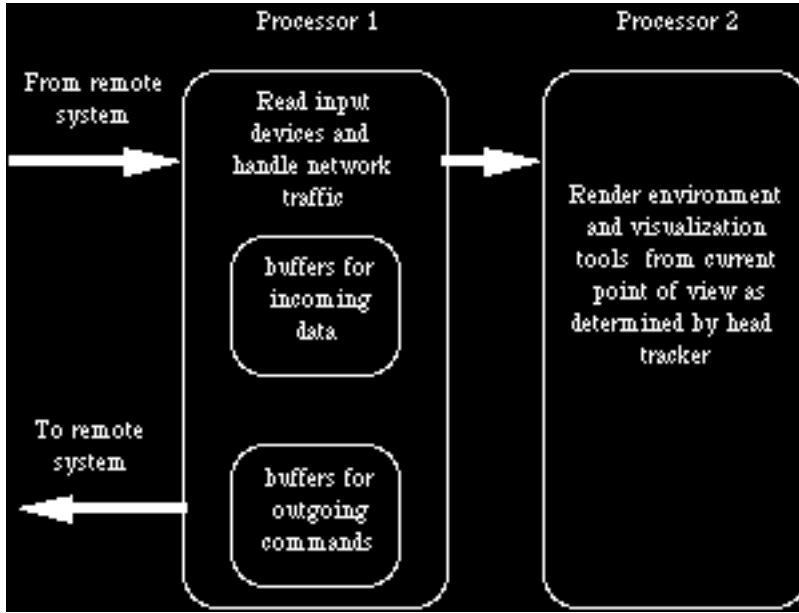 Processor 1
Processor 2
From remote
system
Read input
devices and
handle network
traffic
buffers for
incoming
data
To remote
system
buffers for
outgoing
commands
Render environment
and visualization
tools from current
point of view as
determined by head
tracker